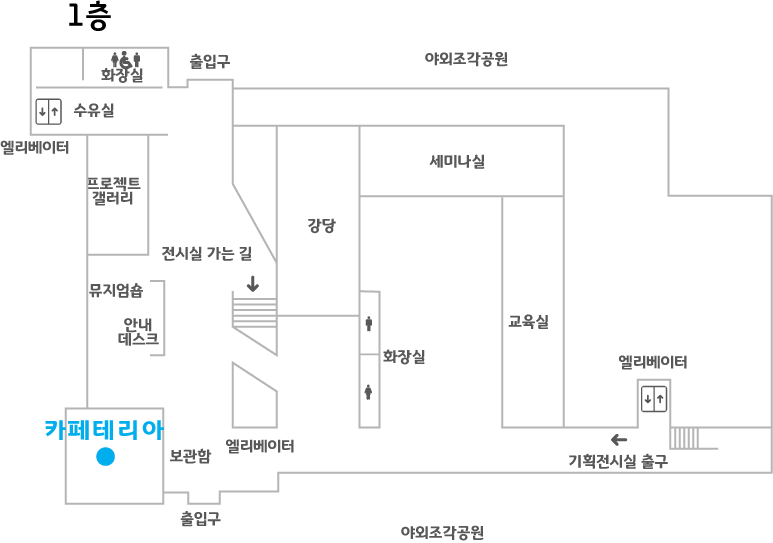 1층
화장실
출입구
야외조각공원
수유실
엘리베이터
프로젝트
갤러리
세미나실
강당
전시실 가는 길
뮤지엄숍
안내
데스크
교육실
화장실
엘리베이터
카페테리아
보관함
엘리베이터
기획전시실 출구
출입구
야외조각공원